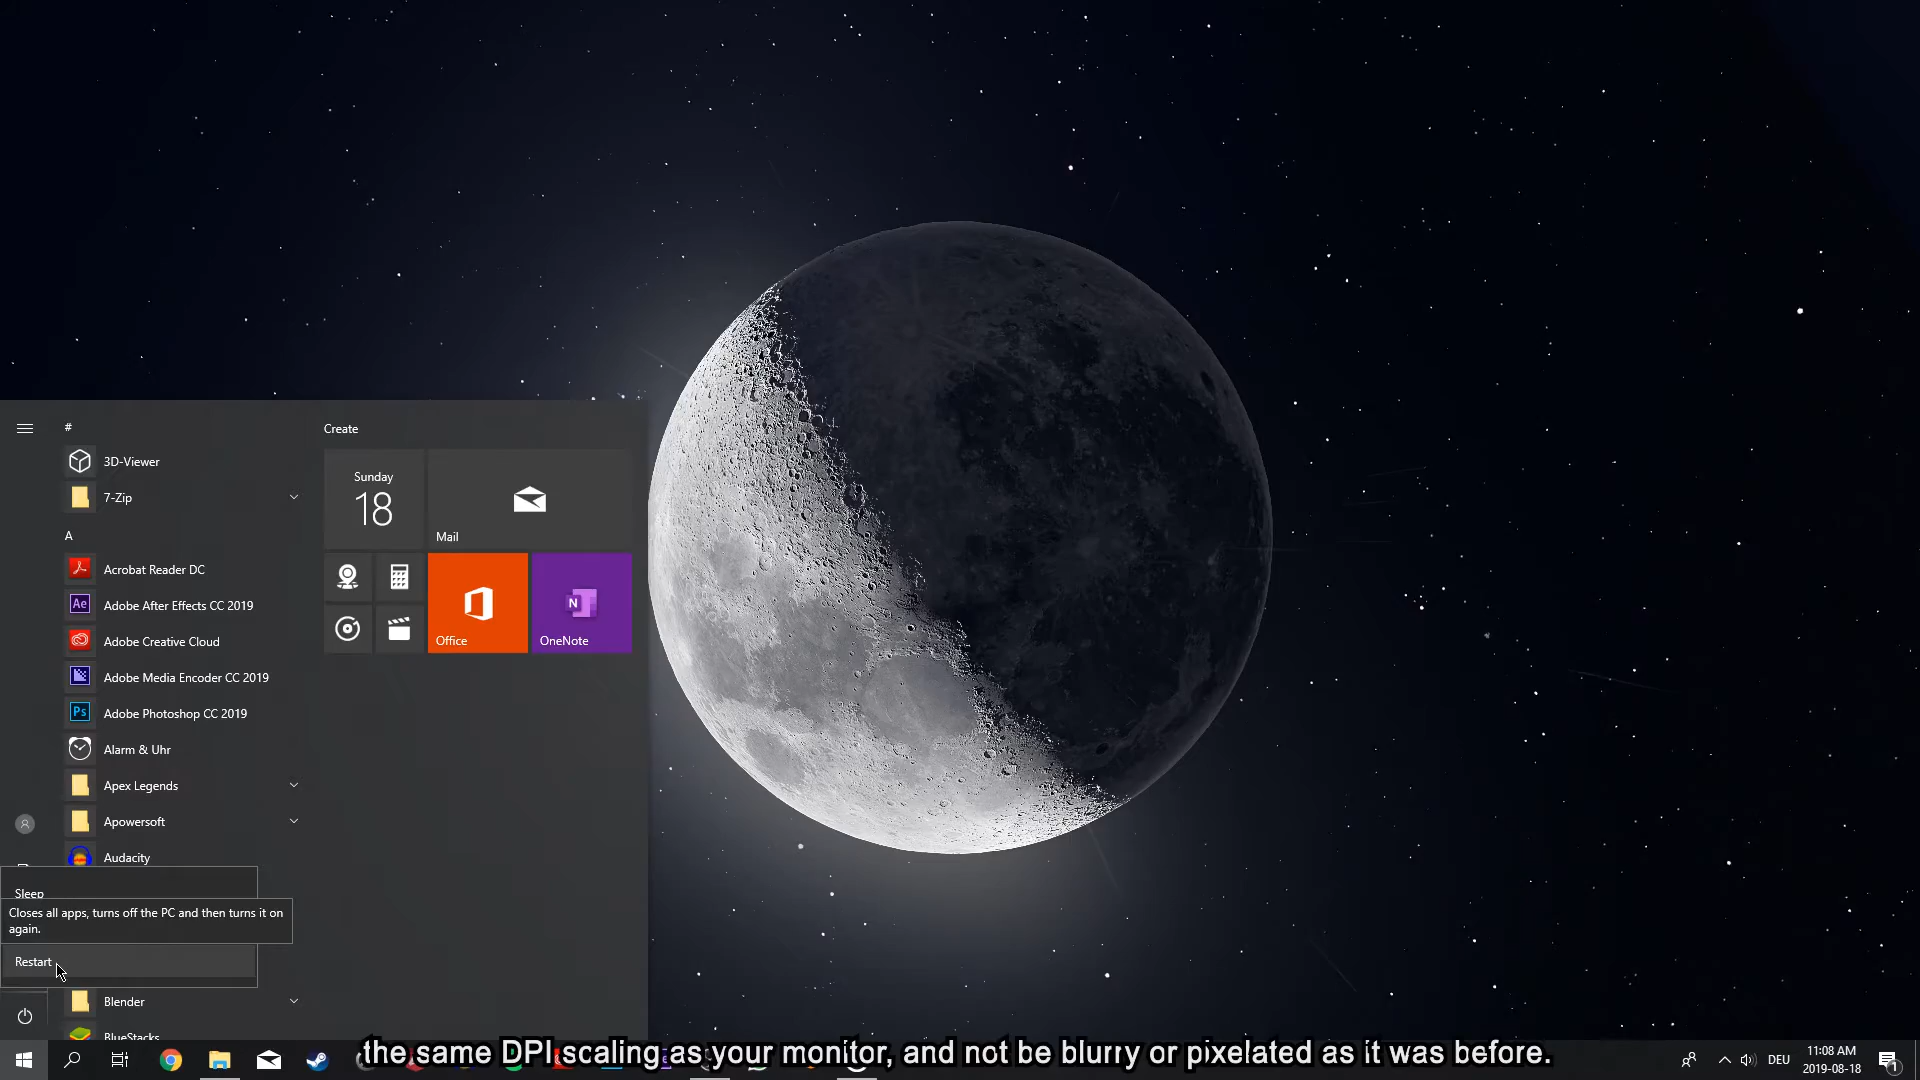 #
3D-Viewer
7-Zip
A
Acrobat Reader DC
Ae
Adobe After Effects CC 2019
Adobe Creative Cloud
Adobe Media Encoder CC 2019
Ps
Adobe Photoshop CC 2019
Alarm & Uhr
Apex Legends
Apowersoft
Audacity
Sleep
Closes all apps, turns off the PC and then turns it on
again.
Restart
Blender
BlueStacks
Create
Sunday
18
Mail
Office
N
OneNote
the same DPI scaling as your monitor, and not be blurry or pixelated as it was before.
DEU
11:08 AM
2019-08-18
1